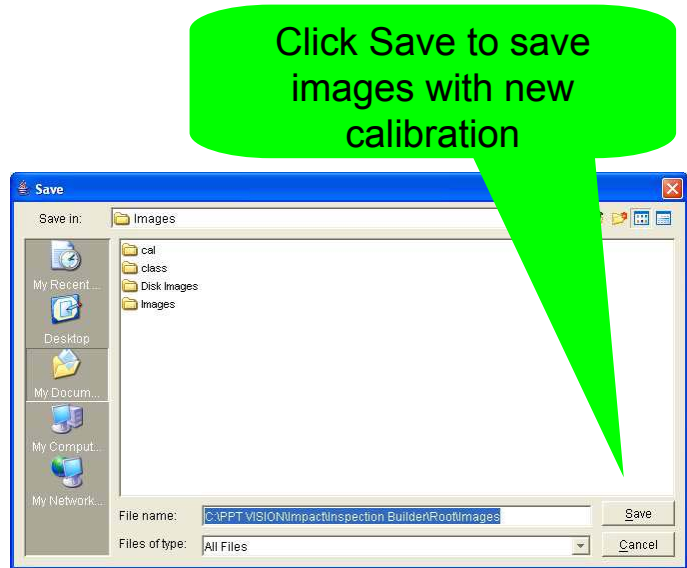 Click Save to save
images with new
calibration
Save
Save in:
Images
cal
class
Disk Images
Images
My Recent ...
Desktop
My Docum...
My Comput...
My Network...
File name:
C:\PPT VISION\Impact\Inspection Builder\Root\Images
Save
Files of type:
All Files
Cancel